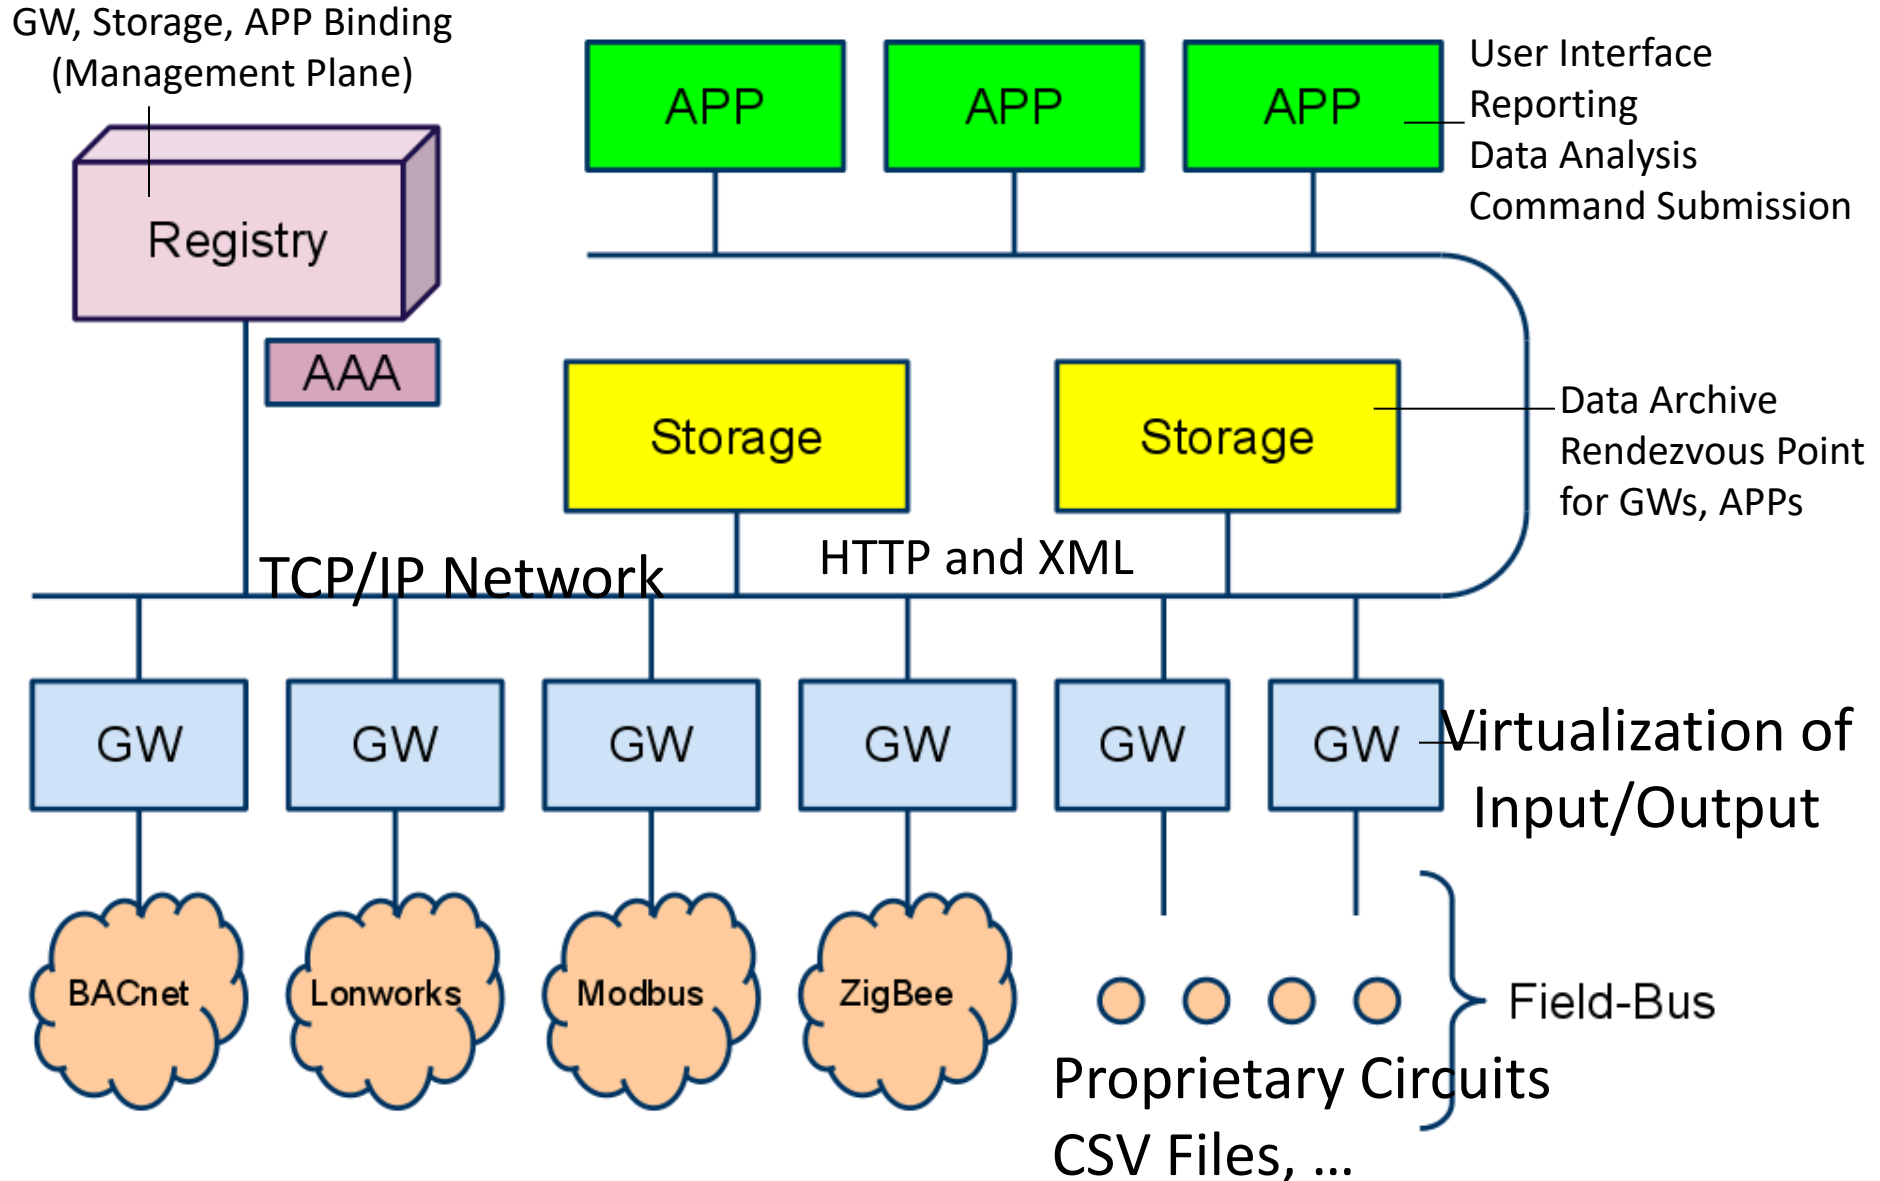 GW, Storage, APP Binding
(Management Plane)
APP
APP
APP
User Interface
Reporting
Data Analysis
Command Submission
Registry
AAA
Storage
Storage
Data Archive
Rendezvous Point
for GWs, APPs
TCP/IP Network
HTTP and XML
GW
GW
GW
GW
GW
GW
Virtualization of
Input/Output
BACnet
Lonworks
Modbus
ZigBee
Field-Bus
Proprietary Circuits
CSV Files, ...